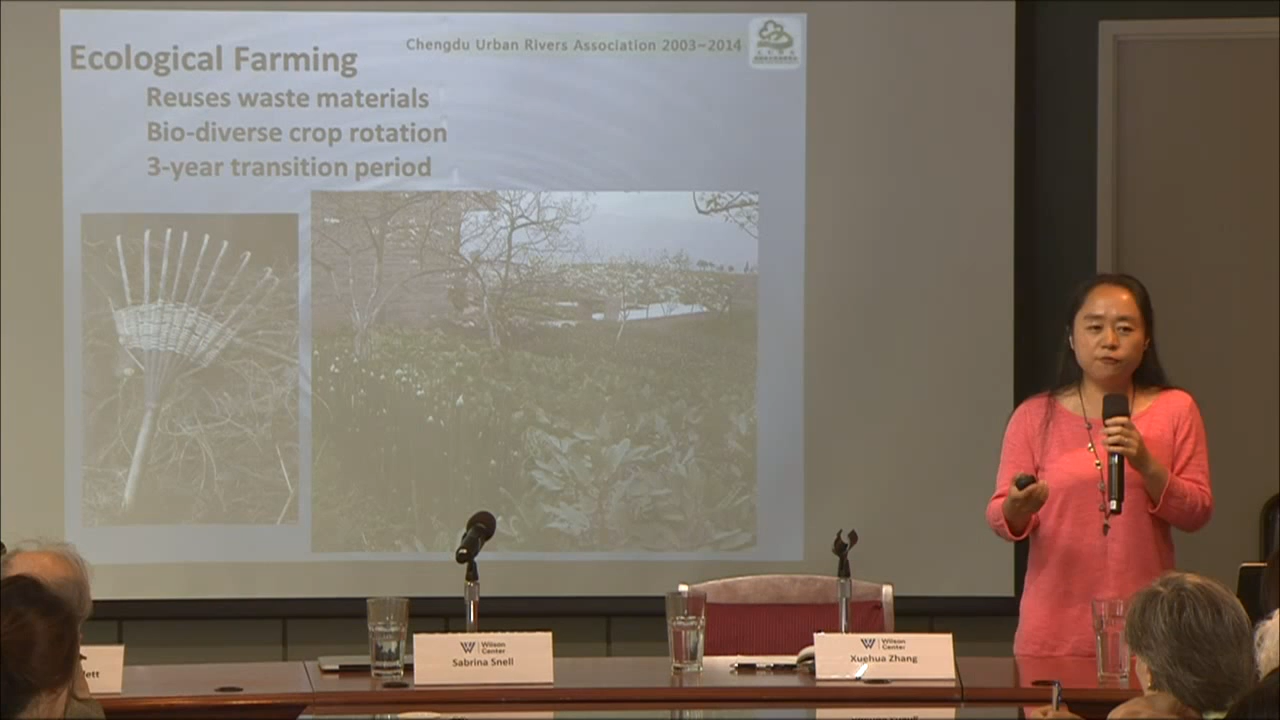 Chengdu Urban Rivers Association 2003~2014
Ecological Farming
Reuses waste materials
Bio-diverse crop rotation
3-year transition period
Wilson
Center
Sabrina Snell
Wilson
Center
Xuehua Zhang